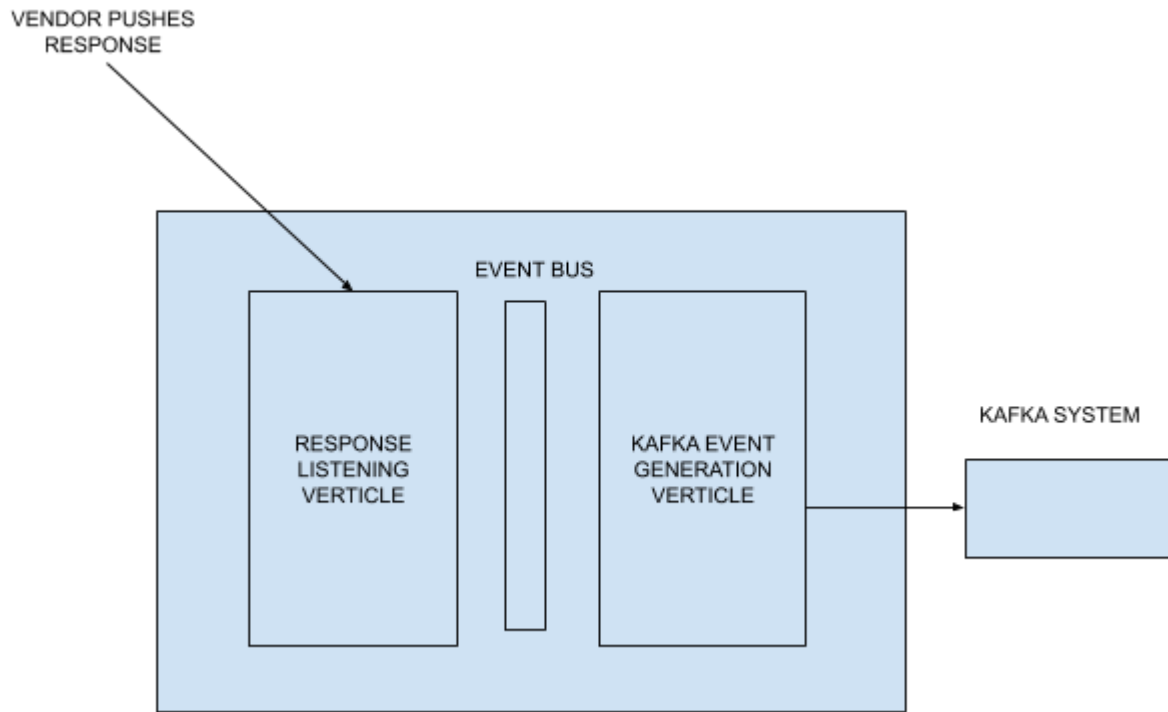 VENDOR PUSHES
RESPONSE
EVENT BUS
RESPONSE
LISTENING
VERTICLE
KAFKA EVENT
GENERATION
VERTICLE
KAFKA SYSTEM